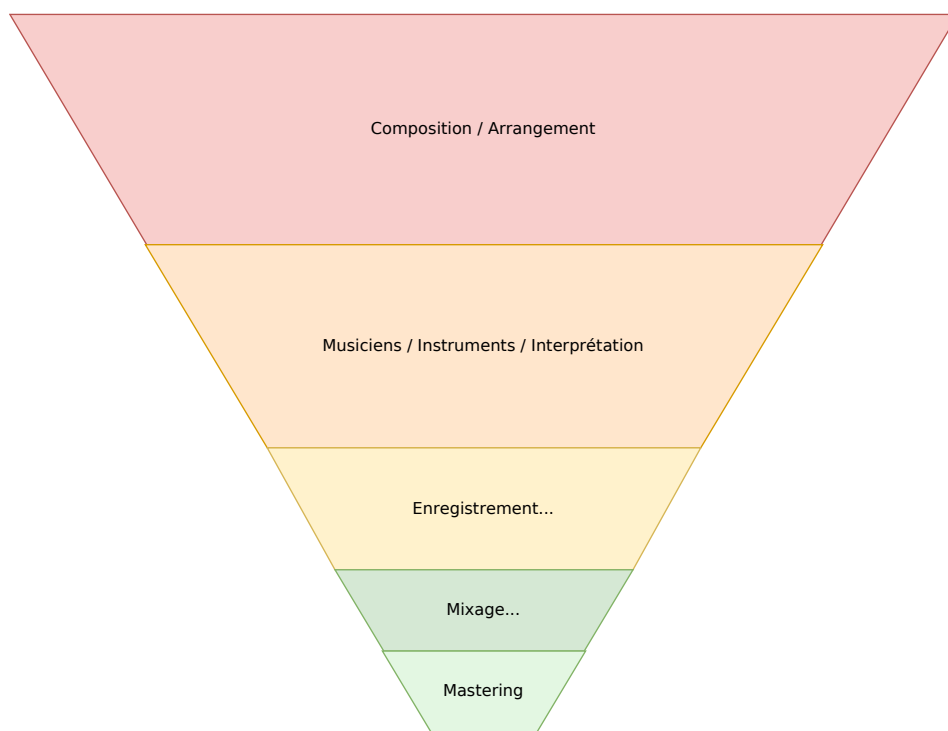 Composition / Arrangement
Musiciens / Instruments / Interprétation
Enregistrement...
Mixage...
Mastering